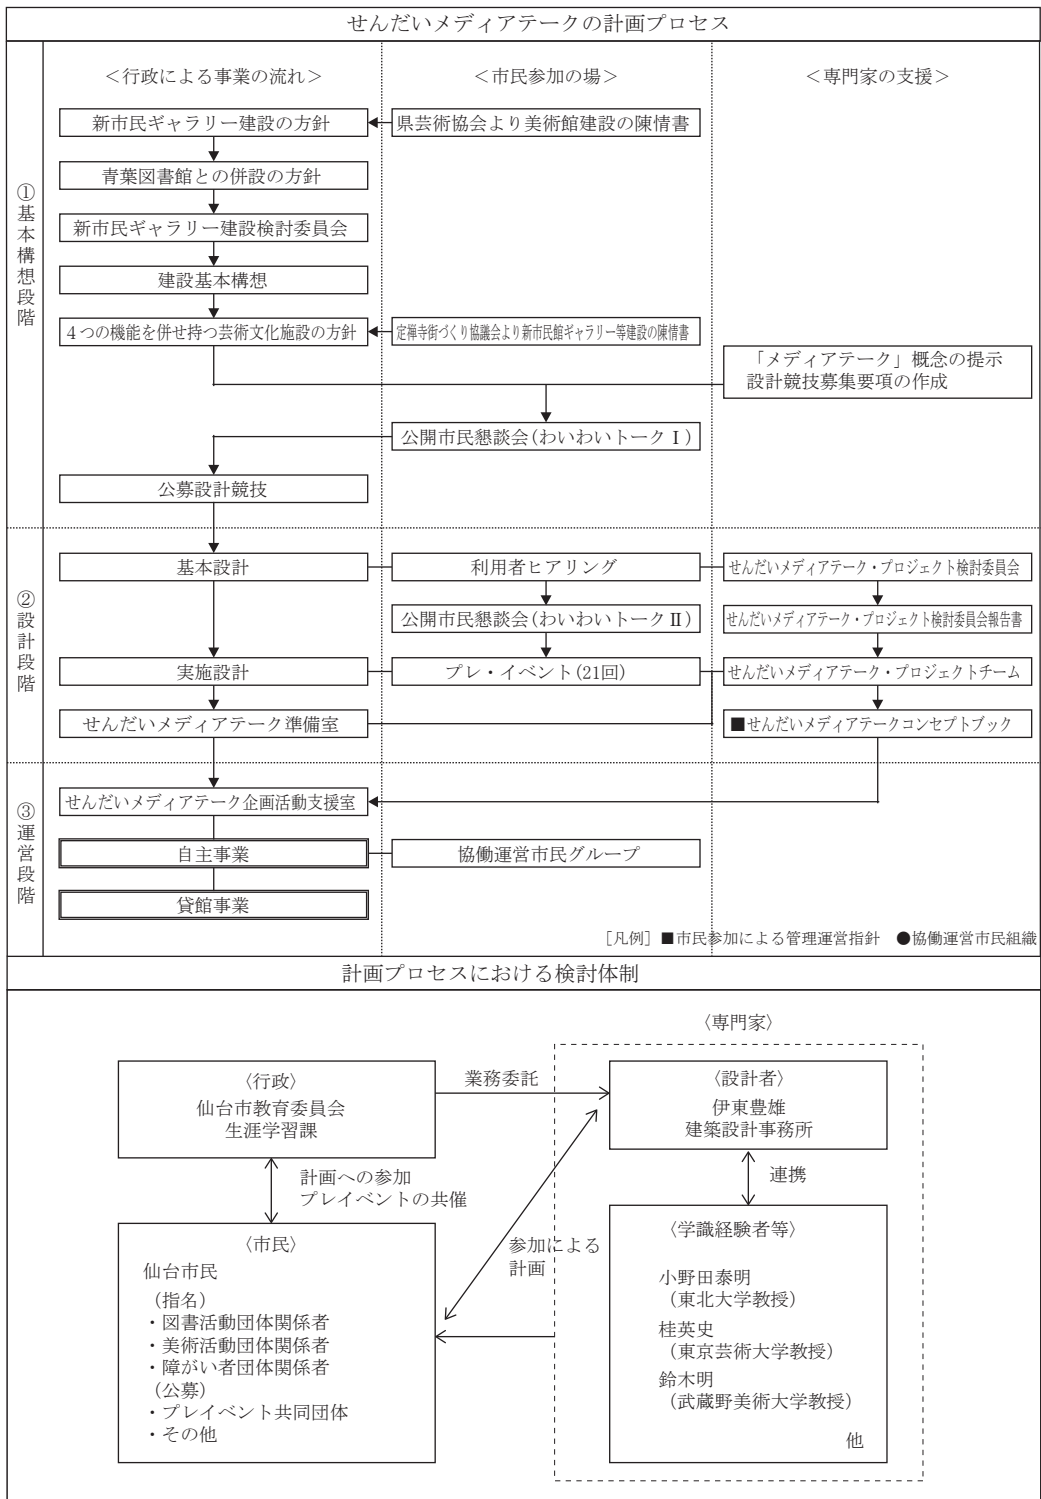 せんだいメディアテークの計画プロセス
＜行政による事業の流れ＞
＜市民参加の場＞
＜専門家の支援＞
①基本構想段階
新市民ギャラリー建設の方針
県芸術協会より美術館建設の陳情書
青葉図書館との併設の方針
新市民ギャラリー建設検討委員会
建設基本構想
4つの機能を併せ持つ芸術文化施設の方針
定禅寺街づくり協議会より新市民館ギャラリー等建設の陳情書
「メディアテーク」概念の提示
設計競技募集要項の作成
公開市民懇談会(わいわいトークⅠ)
公募設計競技
②設計段階
基本設計
利用者ヒアリング
せんだいメディアテーク・プロジェクト検討委員会
公開市民懇談会(わいわいトークⅡ)
せんだいメディアテーク・プロジェクト検討委員会報告書
実施設計
プレ・イベント(21回)
せんだいメディアテーク・プロジェクトチーム
せんだいメディアテーク準備室
■せんだいメディアテークコンセプトブック
③運営段階
せんだいメディアテーク企画活動支援室
自主事業
協働運営市民グループ
貸館事業
［凡例］■市民参加による管理運営指針　●協働運営市民組織
計画プロセスにおける検討体制
〈専門家〉
〈行政〉
仙台市教育委員会
生涯学習課
業務委託
〈設計者〉
伊東豊雄
建築設計事務所
計画への参加
プレイベントの共催
連携
参加による
計画
〈市民〉
仙台市民
（指名）
・図書活動団体関係者
・美術活動団体関係者
・障がい者団体関係者
（公募）
・プレイベント共同団体
・その他
〈学識経験者等〉
小野田泰明
（東北大学教授）
桂英史
（東京芸術大学教授）
鈴木明
（武蔵野美術大学教授）
他